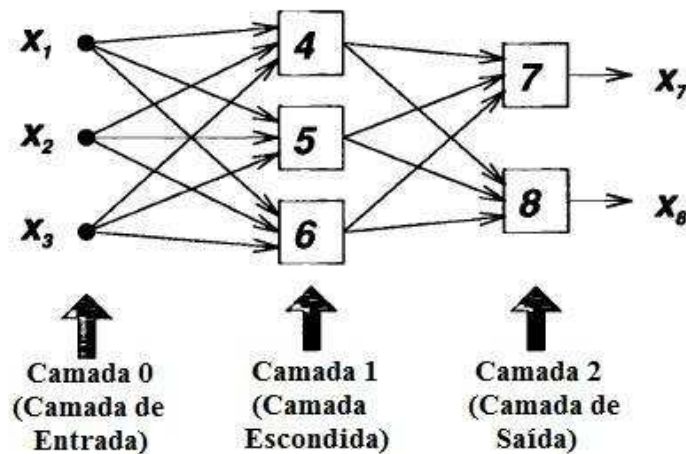 X1
X2
X3
4
5
6
7
8
X7
X8
Camada 0
(Camada de
Entrada)
Camada 1
(Camada
Escondida)
Camada 2
(Camada de
Saída)